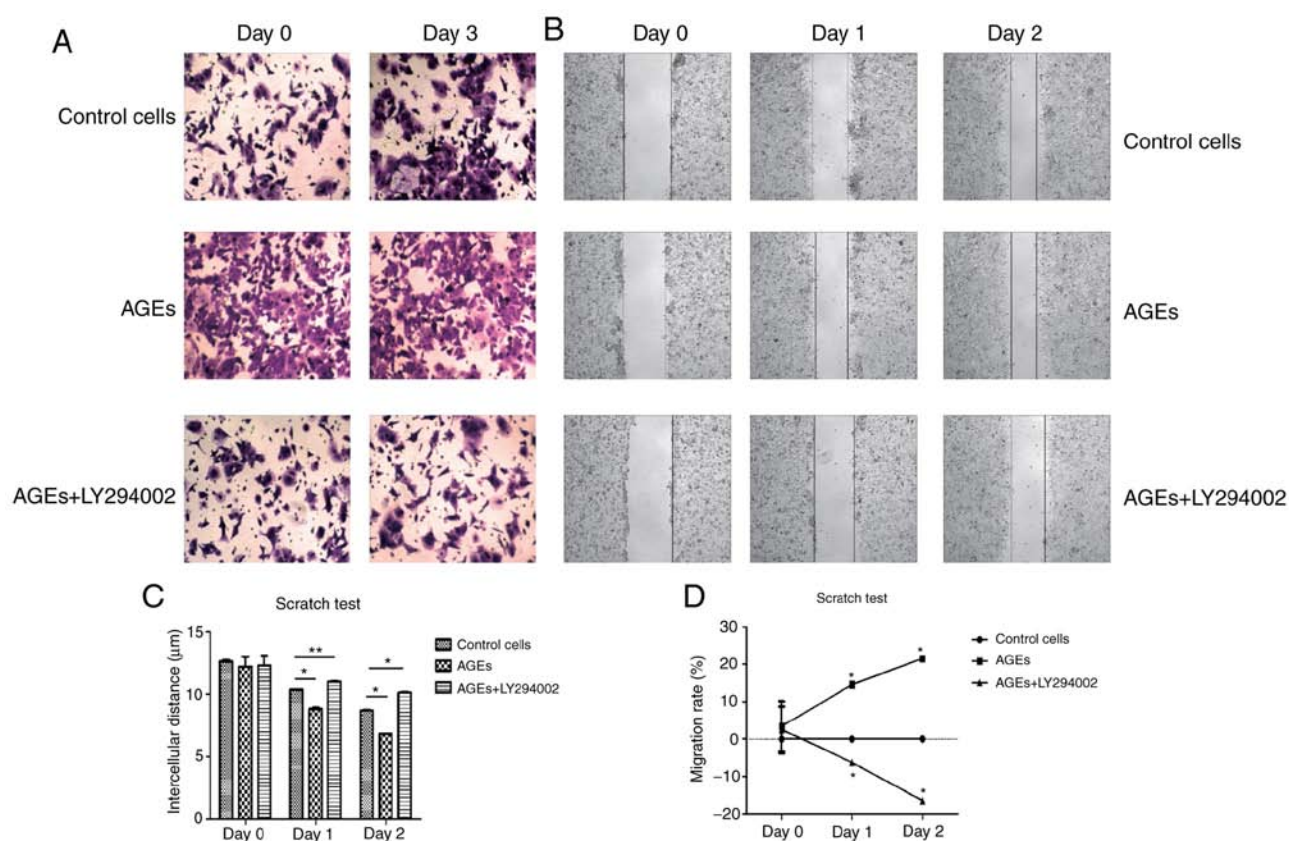 A
Day 0 Day 3
Control cells
AGEs
AGEs+LY294002
B
Day 0 Day 1 Day 2
Control cells
AGEs
AGEs+LY294002
C
Scratch test
Intercellular distance (µm)
15
10
5
0
** *
* *
Day 0 Day 1 Day 2
Control cells
AGEs
AGEs+LY294002
D
Scratch test
Migration rate (%)
30
20
10
0
−10
−20
* *
* *
Day 0 Day 1 Day 2
Control cells
AGEs
AGEs+LY294002